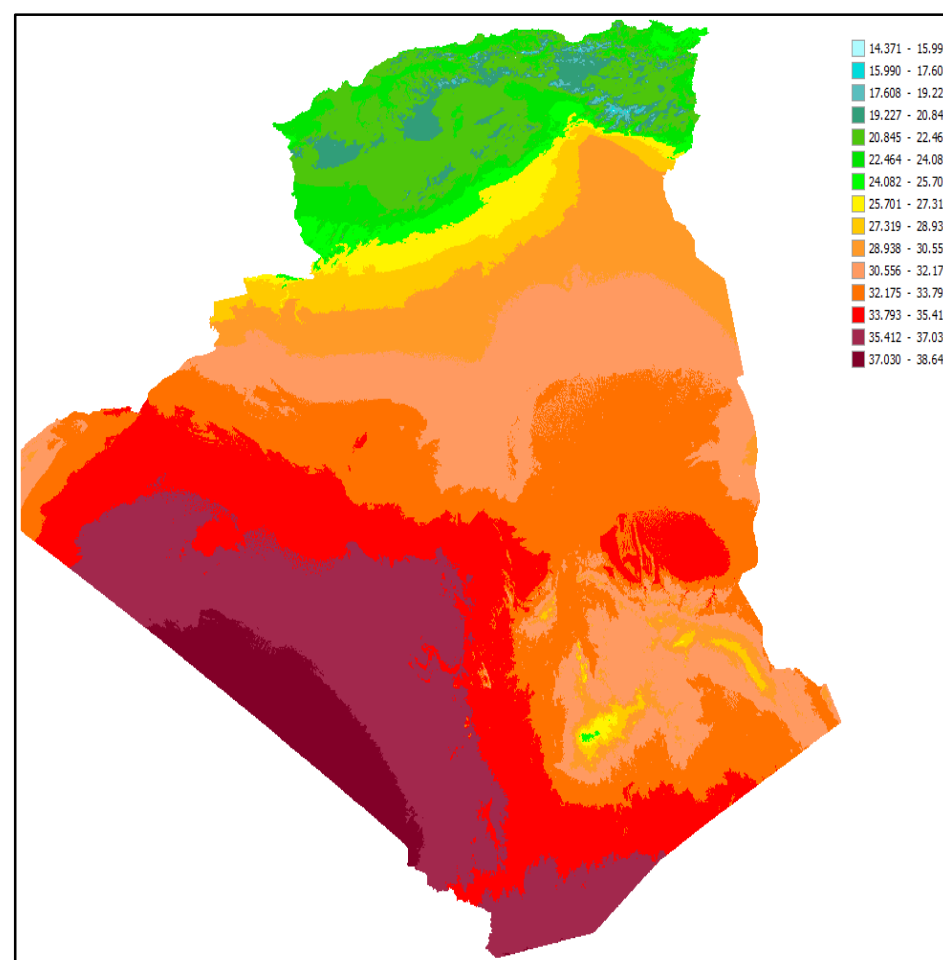 14.371 - 15.99
15.990 - 17.60
17.608 - 19.22
19.227 - 20.84
20.845 - 22.46
22.464 - 24.08
24.082 - 25.70
25.701 - 27.31
27.319 - 28.93
28.938 - 30.55
30.556 - 32.17
32.175 - 33.79
33.793 - 35.41
35.412 - 37.03
37.030 - 38.64